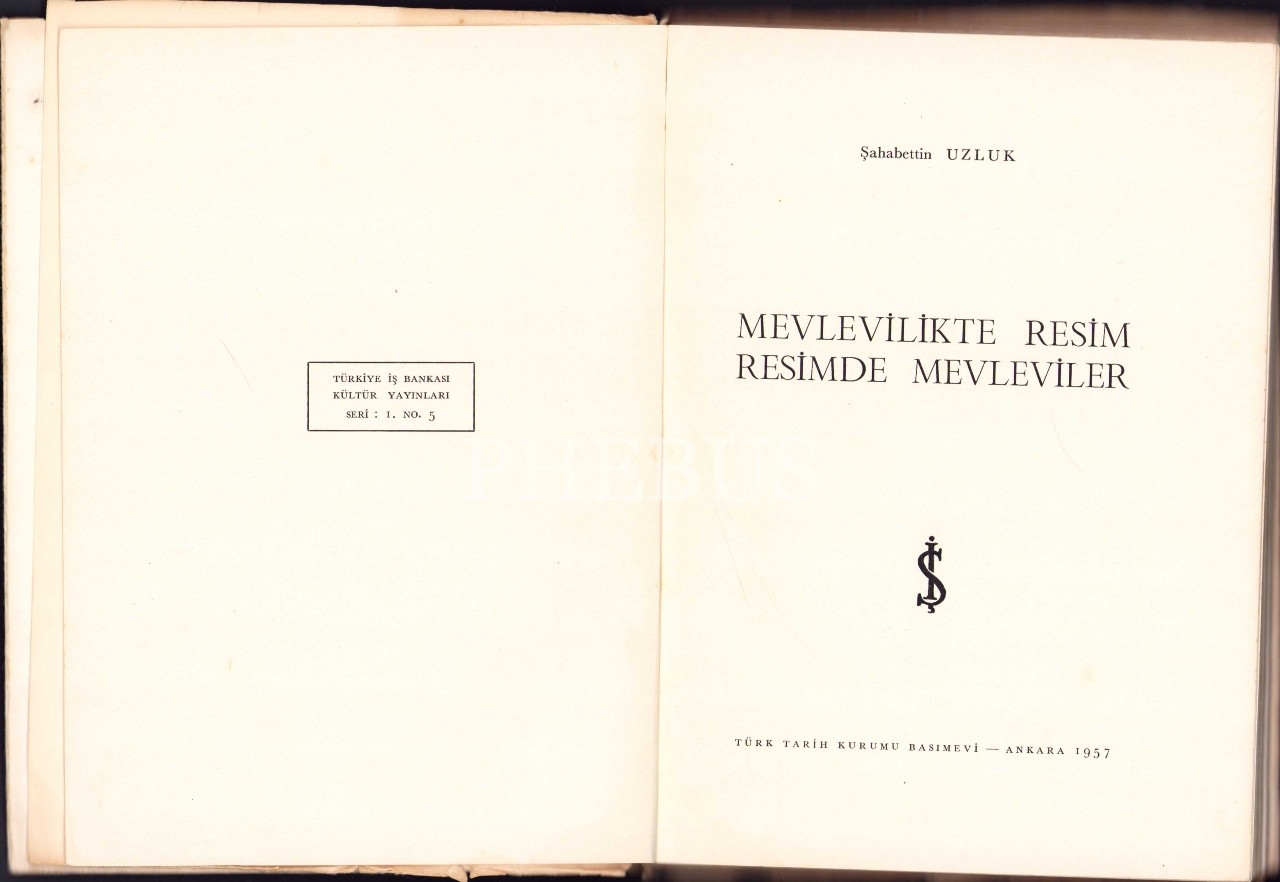 TÜRKİYE İŞ BANKASI
KÜLTÜR YAYINLARI
SERİ : I. NO. 5
Şahabettin UZLUK
MEVLEVİLİKTE RESİM
RESİMDE MEVLEVİLER
İŞ
TÜRK TARİH KURUMU BASIMEVİ — ANKARA 1957
PHEBUS